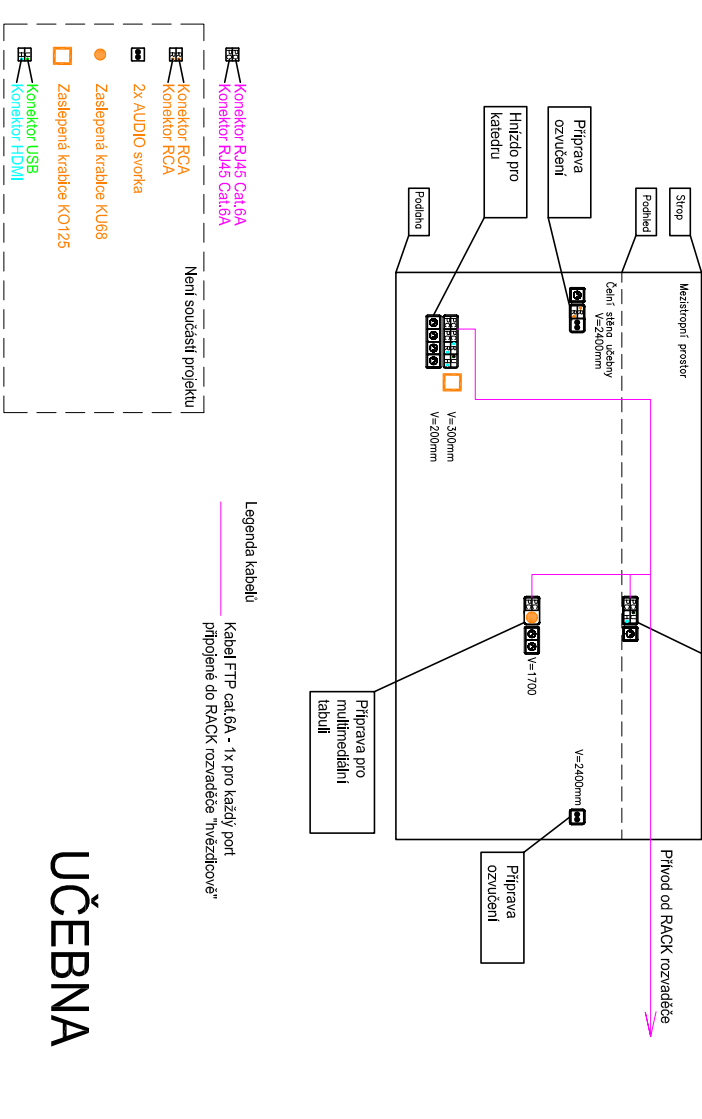 Strop
Podhled
Mezistropní prostor
Čelní stěna učebny
V=2400mm
Příprava
ozvučení
Hnízdo pro
katedru
Podlaha
V=300mm
V=200mm
V=1700
V=2400mm
Přívod od RACK rozvaděče
Příprava
ozvučení
Příprava pro
multimediální
tabuli
Konektor RJ45 Cat.6A
Konektor RJ45 Cat.6A
Není součástí projektu
Konektor RCA
Konektor RCA
2x AUDIO svorka
Zaslepená krabice KU68
Zaslepená krabice KO125
Konektor USB
Konektor HDMI
Legenda kabelů
Kabel FTP cat.6A - 1x pro každý port
připojené do RACK rozvaděče "hvězdicově"
UČEBNA